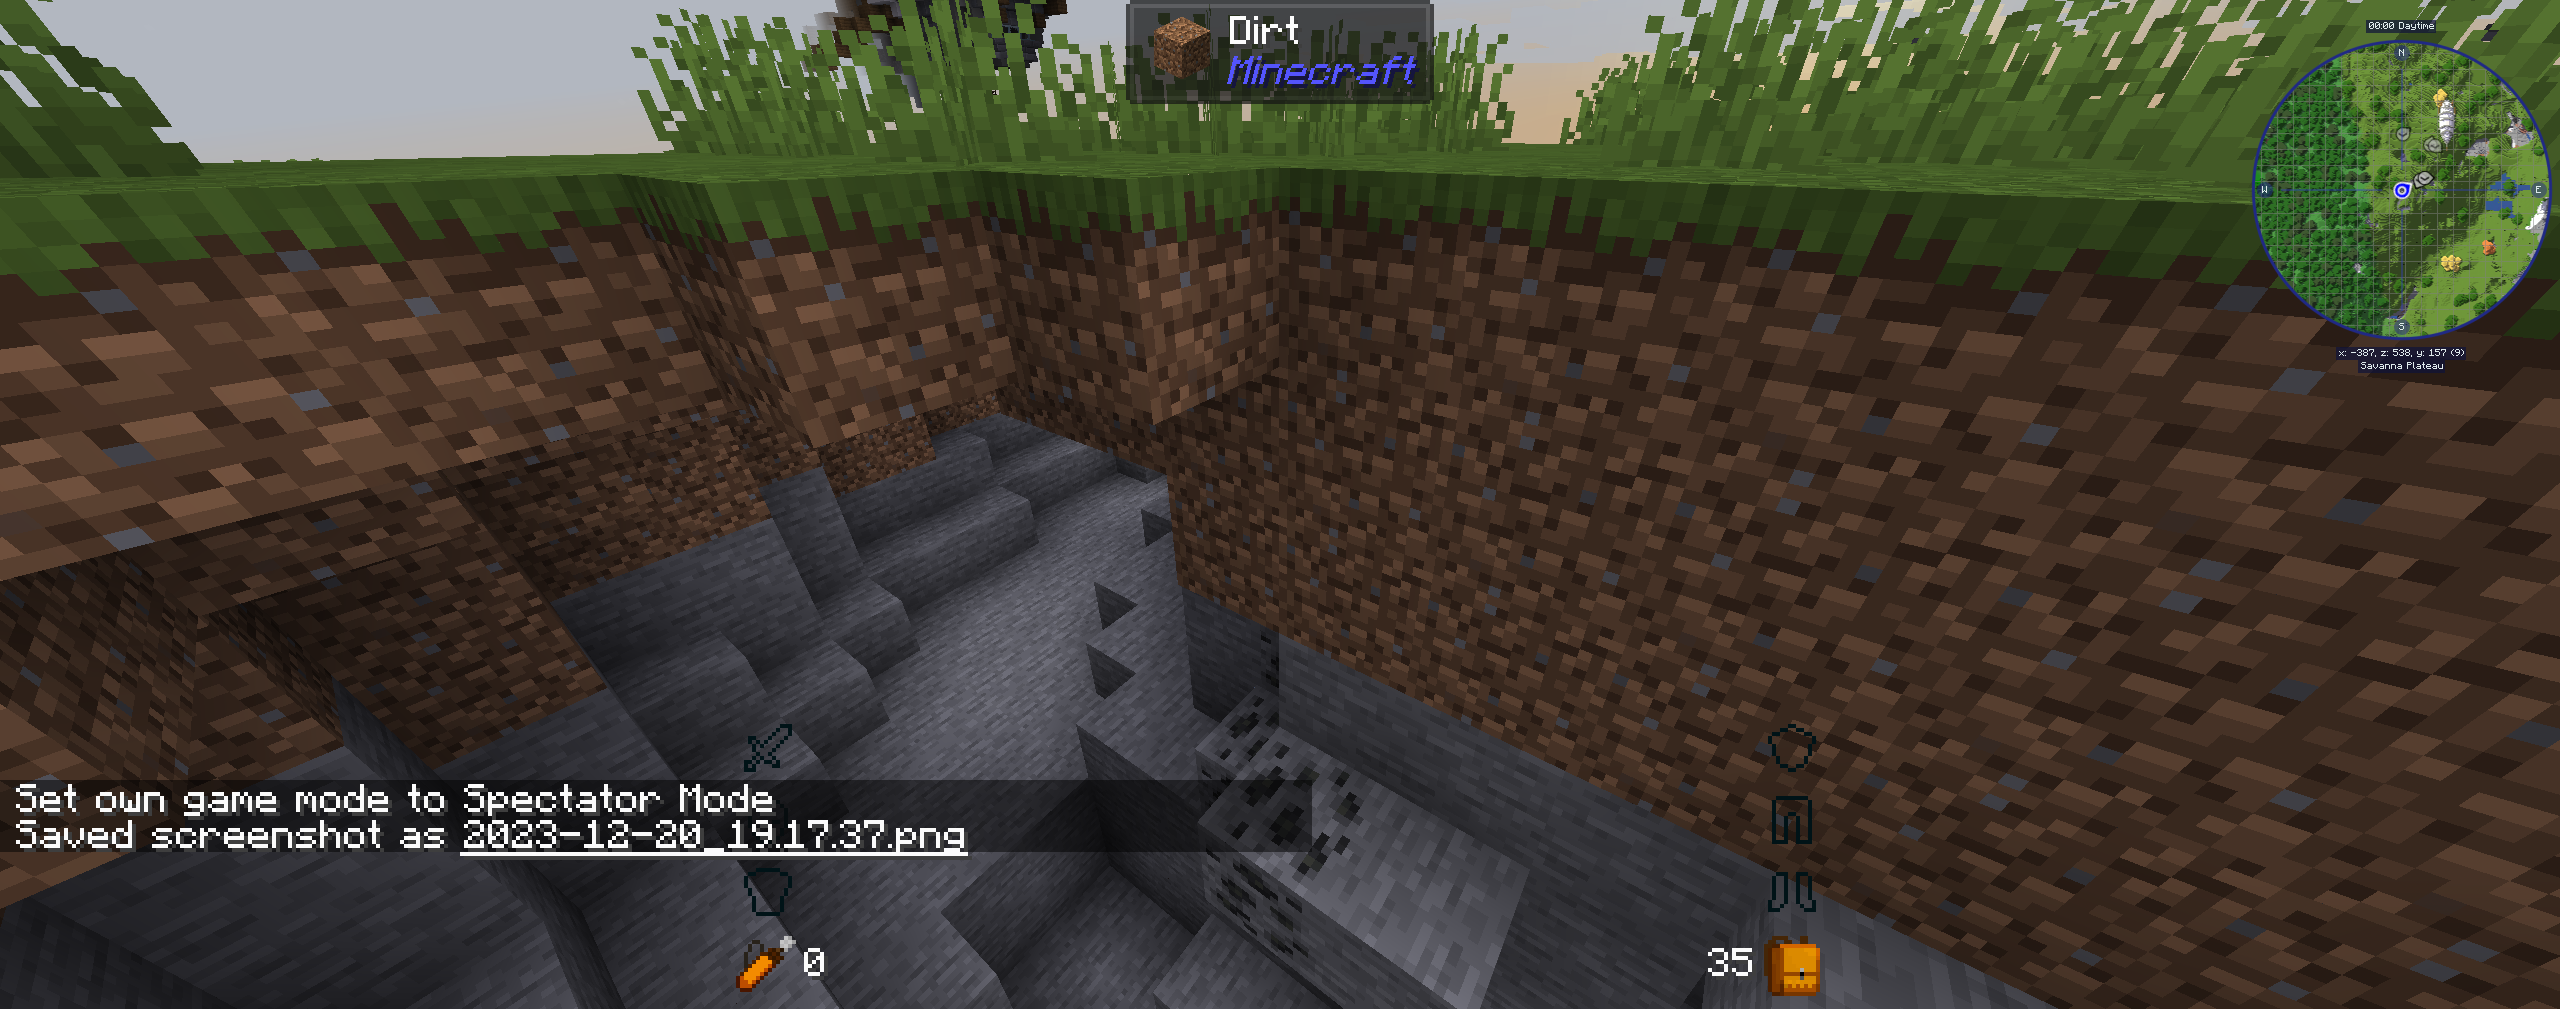 Dirt
Minecraft
00:00 Daytime
N
W
E
S
x: -387, z: 538, y: 157 (9)
Savanna Plateau
Set own game mode to Spectator Mode
Saved screenshot as 2023-12-20_19.17.37.png
0
35